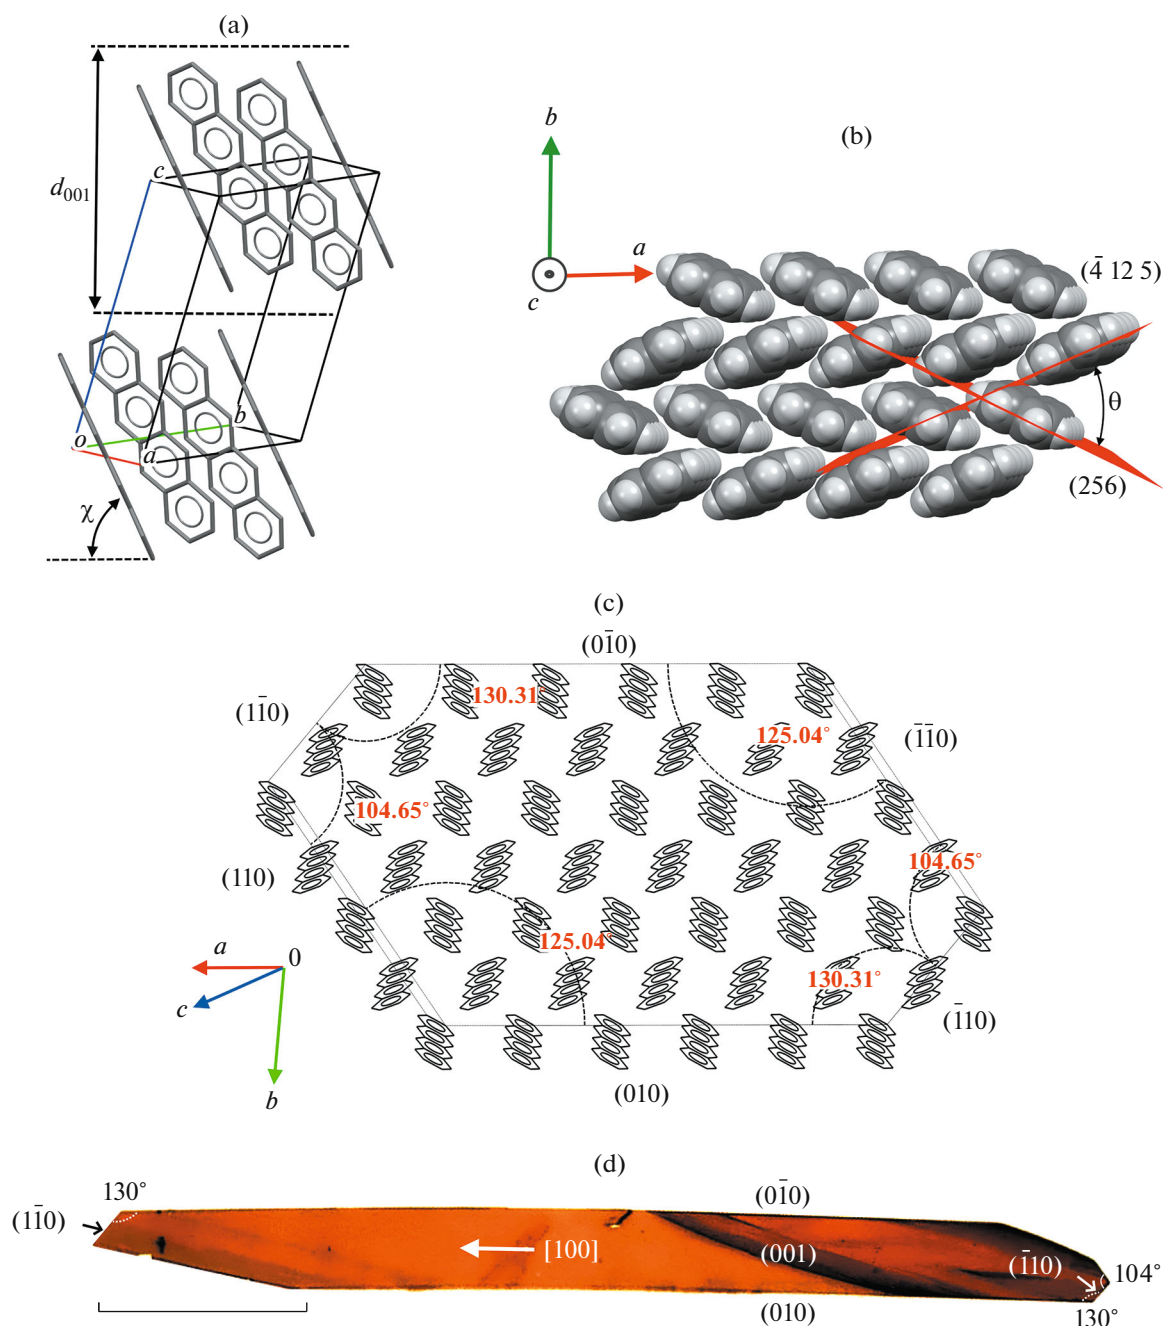 (a)
c
d001
o
a
b
χ
(b)
b
a
c
(4̄ 12 5)
θ
(256)
(c)
(01̄0)
(11̄0)
130.31°
125.04°
(1̄1̄0)
104.65°
104.65°
(110)
125.04°
130.31°
(1̄10)
a
0
c
b
(010)
(d)
130°
(11̄0)
(01̄0)
[100]
(001)
(1̄10)
104°
(010)
130°